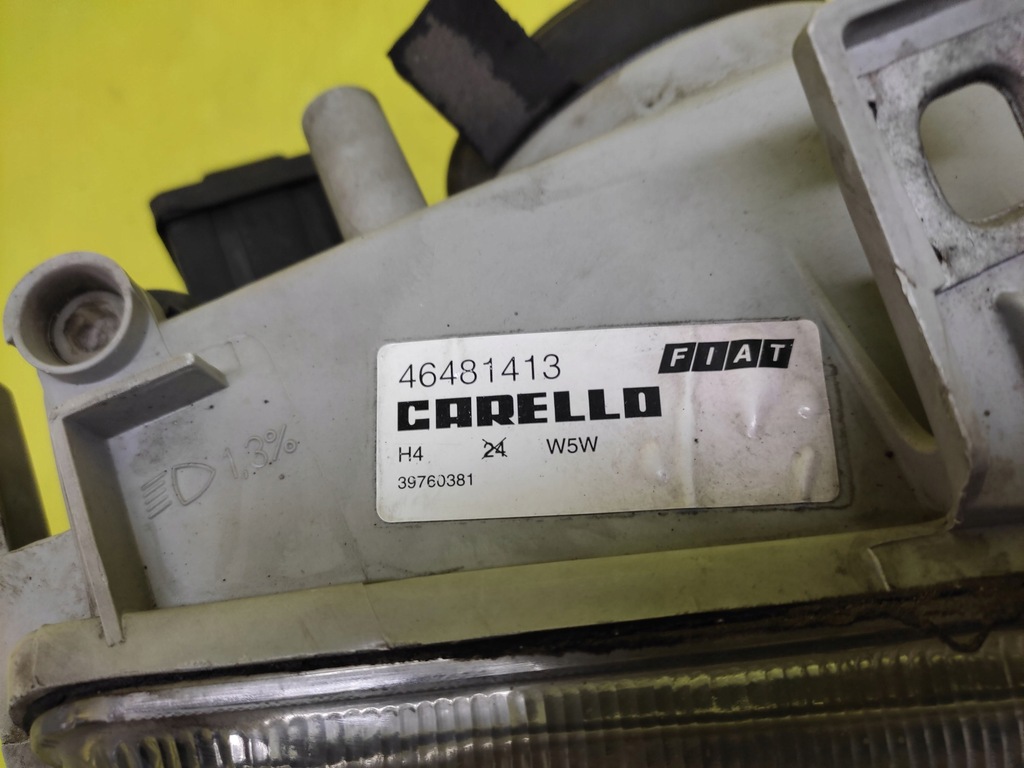 46481413 FIAT
CARELLO
H4 24 W5W
39760381
1,3%